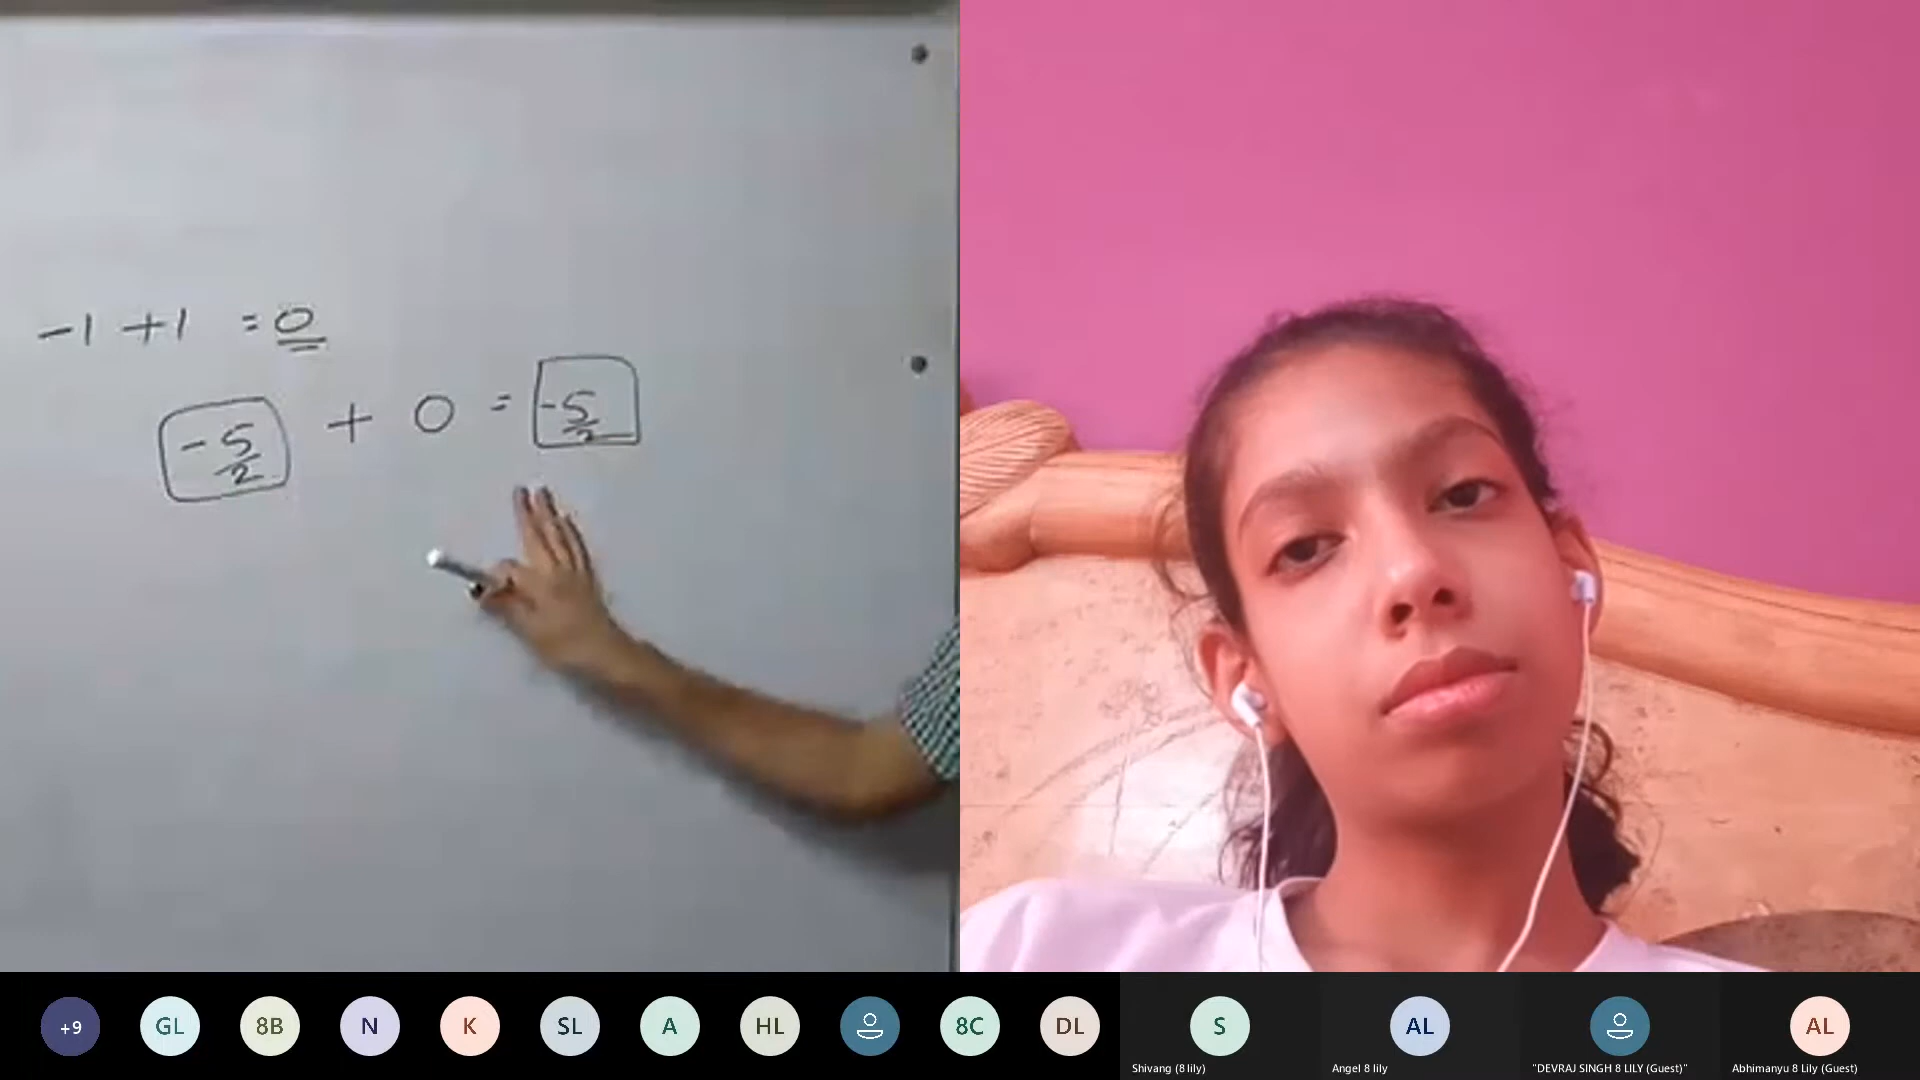 -1 +1 = 0
-5/2 + 0 = -5/2
+9 GL 8B N K SL A HL 8C DL S AL AL
Shivang (8 lily) Angel 8 lily "DEVRAJ SINGH 8 LILY (Guest)" Abhimanyu 8 Lily (Guest)